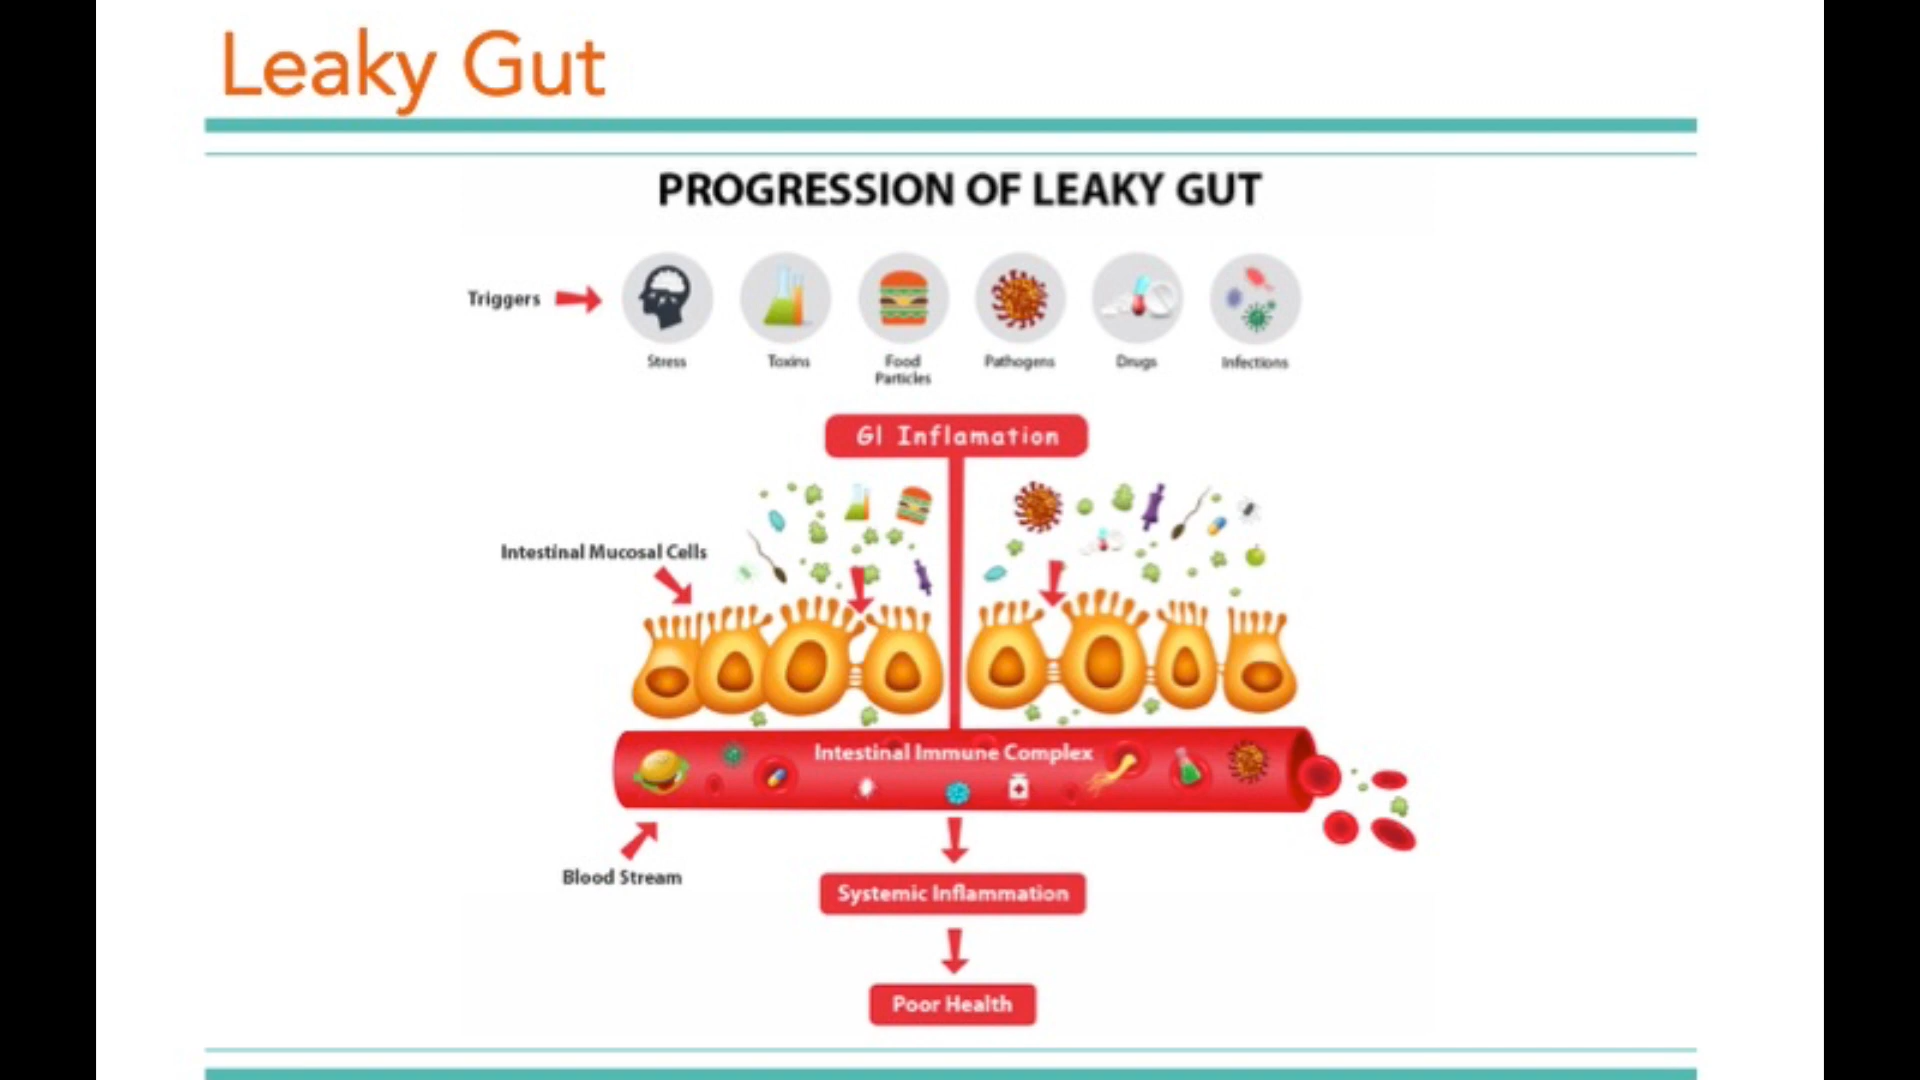 Leaky Gut
PROGRESSION OF LEAKY GUT
Triggers
Stress
Toxins
Food
Particles
Pathogens
Drugs
Infections
GI Inflamation
Intestinal Mucosal Cells
Intestinal Immune Complex
Blood Stream
Systemic Inflammation
Poor Health